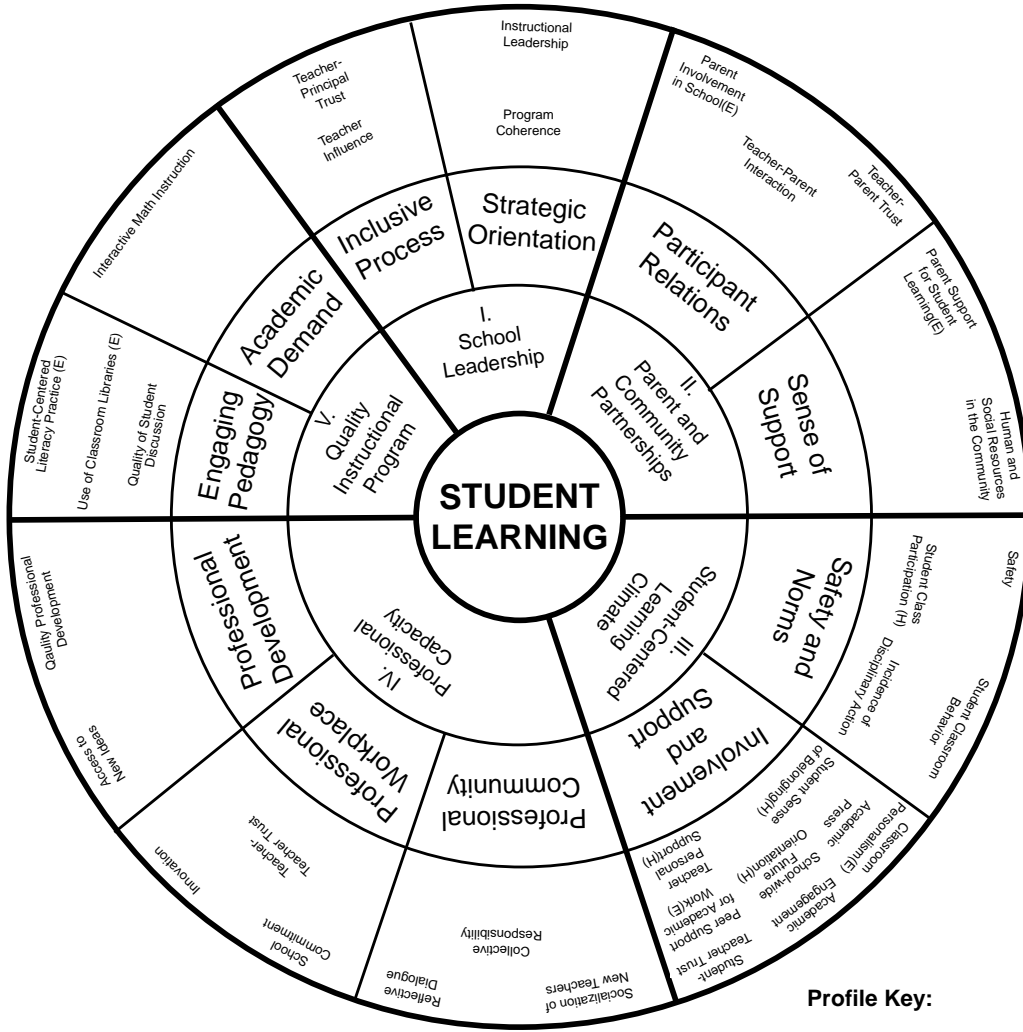 STUDENT
LEARNING
I.
School
Leadership
Inclusive
Process
Teacher-
Principal
Trust
Teacher
Influence
Strategic
Orientation
Instructional
Leadership
Program
Coherence
II.
Parent and
Community
Partnerships
Participant
Relations
Parent
Involvement
in School(E)
Teacher-Parent
Interaction
Teacher-
Parent Trust
Sense of
Support
Parent Support
for Student
Learning(E)
Human and
Social Resources
in the Community
III.
Student-Centered
Learning
Climate
Safety and
Norms
Safety
Student Class
Participation (H)
Incidence of
Disciplinary Action
Student Classroom
Behavior
Involvement
and
Support
Student Sense
of Belonging(H)
Classroom
Personalism(E)
Academic
Press
School-wide
Future
Orientation(H)
Academic
Engagement
Teacher
Personal
Support(H)
Peer Support
for Academic
Work(E)
Student-
Teacher Trust
IV.
Professional
Capacity
Professional
Community
Collective
Responsibility
Socialization of
New Teachers
Reflective
Dialogue
Professional
Workplace
Teacher-
Teacher Trust
School
Commitment
Innovation
Professional
Development
Access to
New Ideas
Qaulity Professional
Development
V.
Quality
Instructional
Program
Engaging
Pedagogy
Student-Centered
Literacy Practice (E)
Use of Classroom Libraries (E)
Quality of Student
Discussion
Academic
Demand
Interactive Math Instruction
Profile Key: